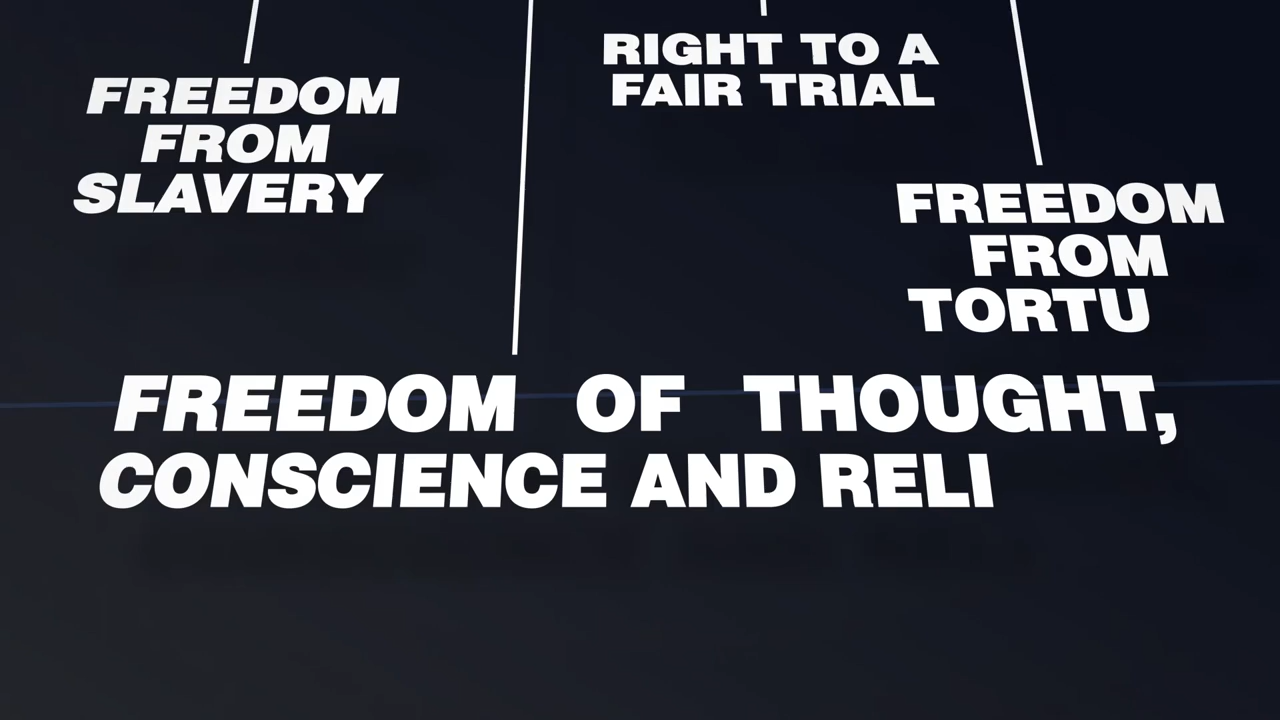 FREEDOM
FROM
SLAVERY
RIGHT TO A
FAIR TRIAL
FREEDOM
FROM
TORTU
FREEDOM OF THOUGHT,
CONSCIENCE AND RELI